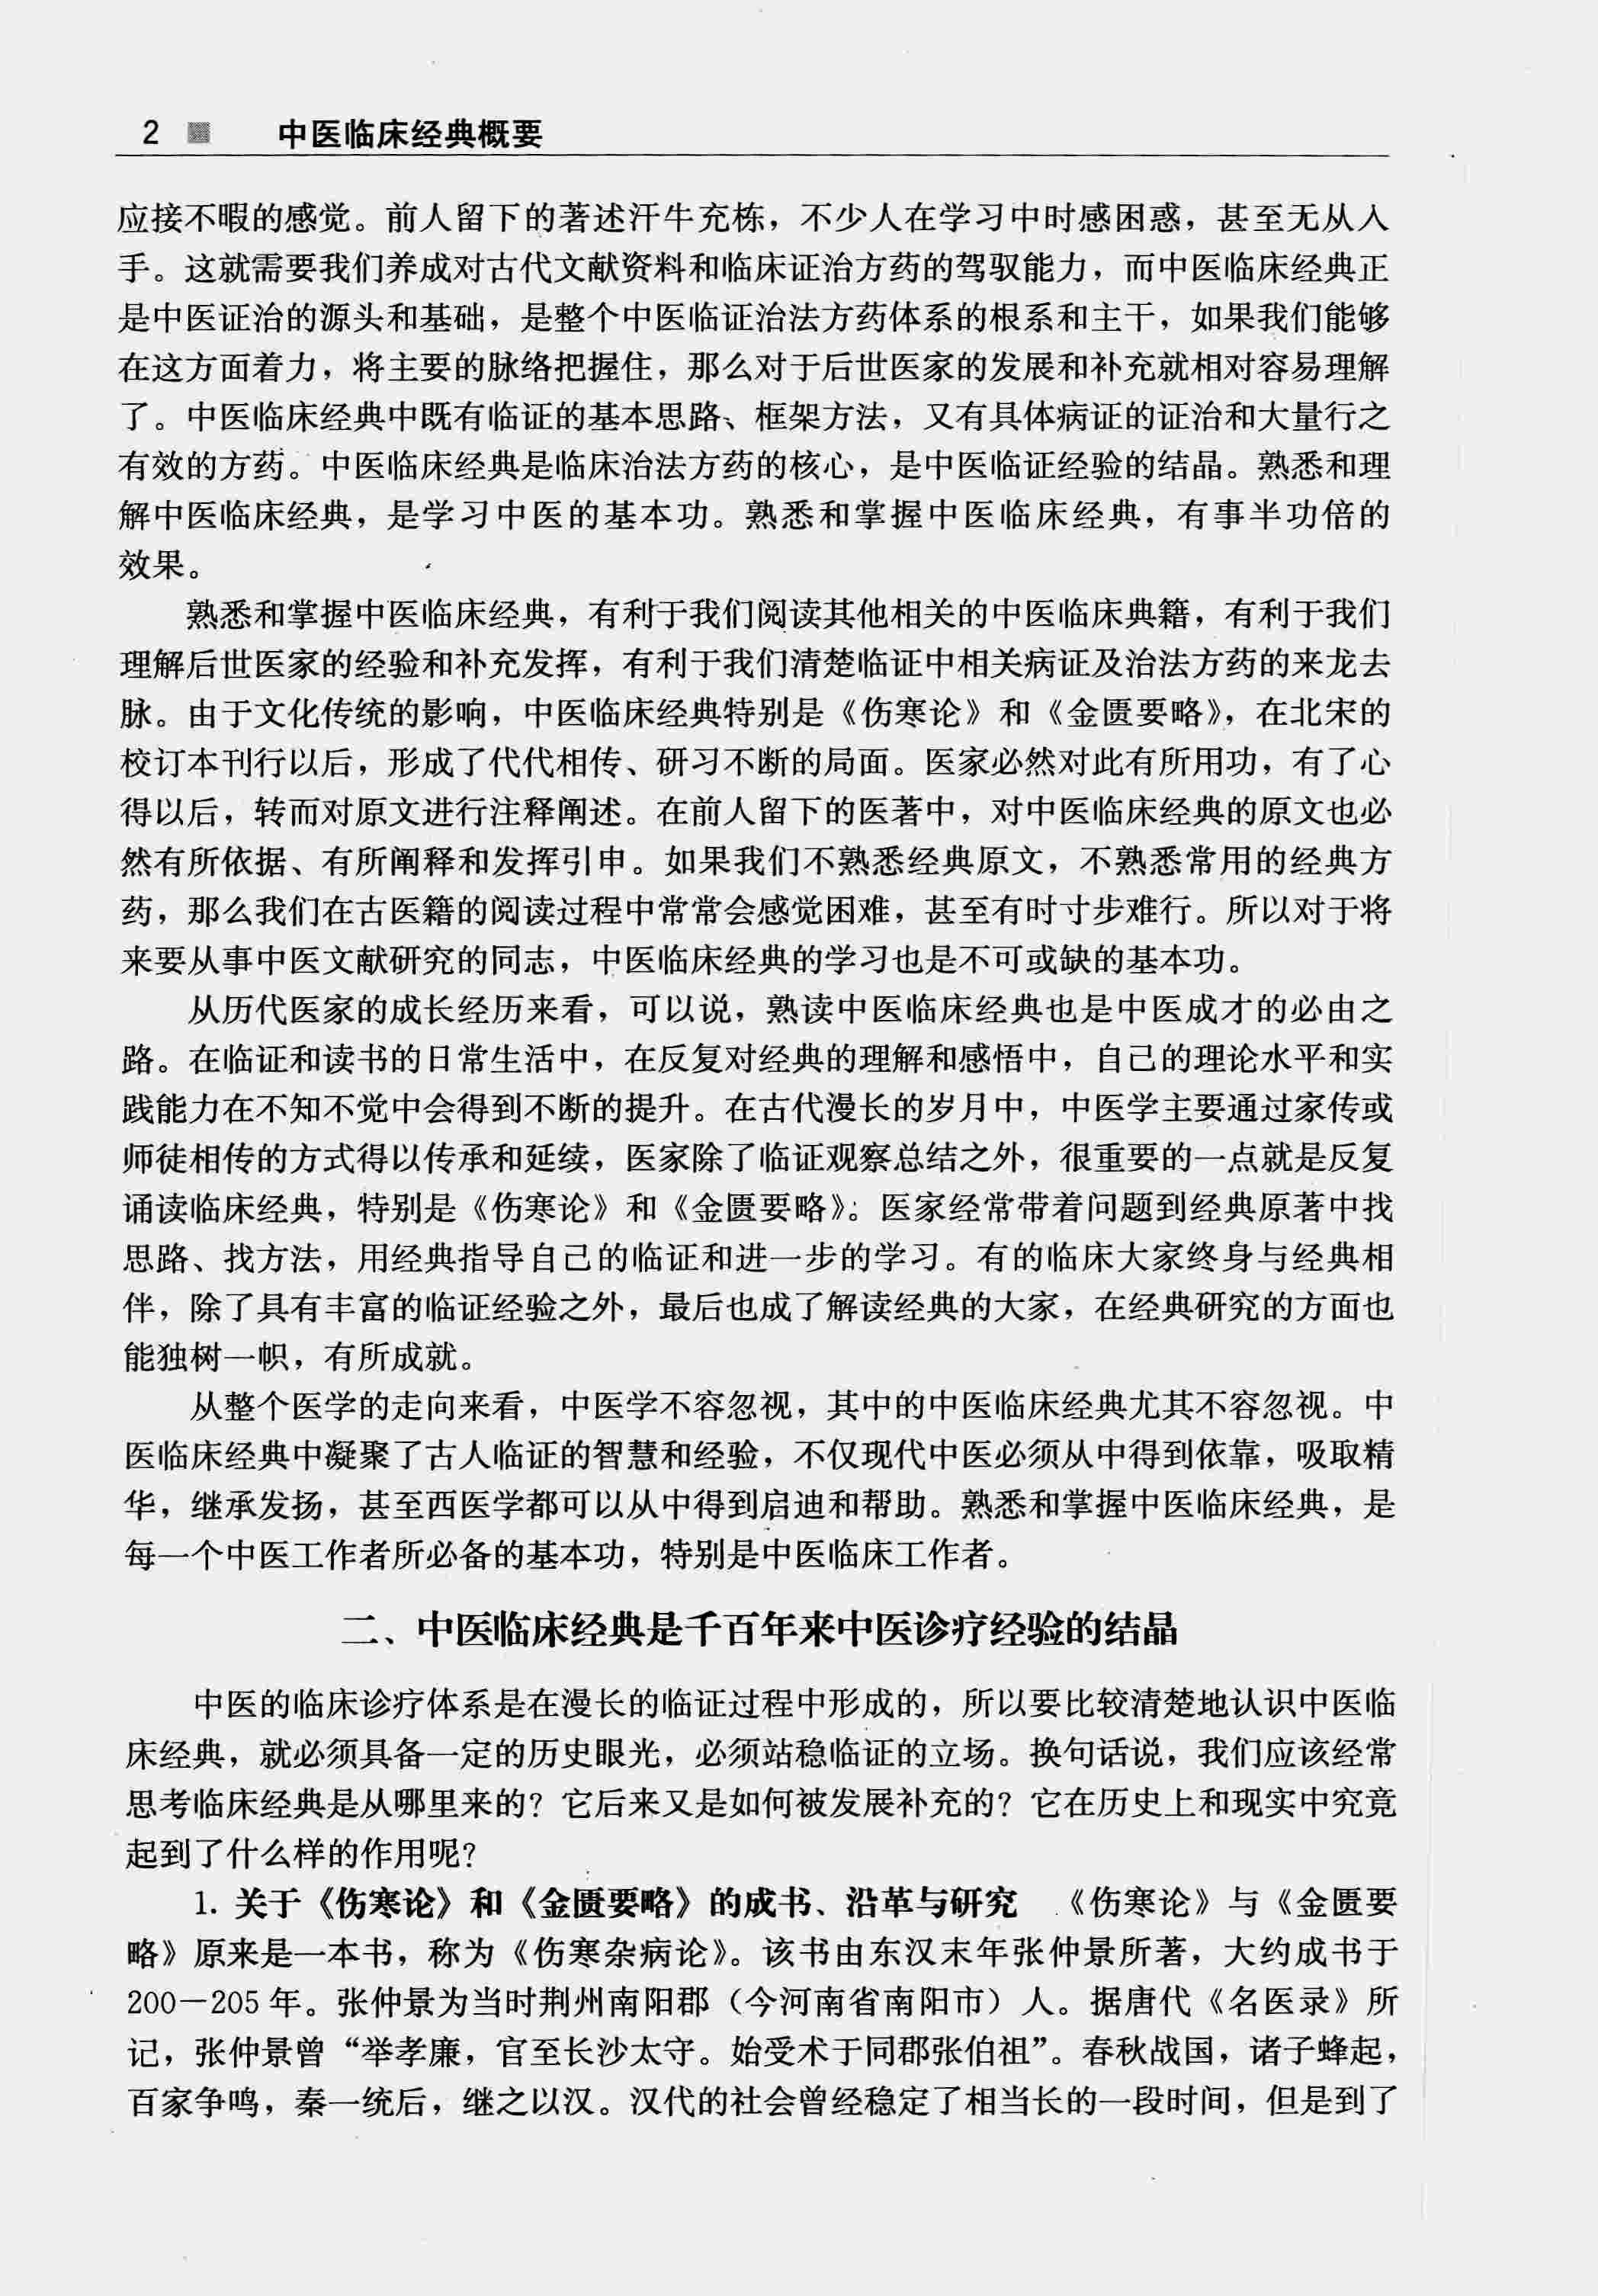 2 中医临床经典概要
应接不暇的感觉。前人留下的著述汗牛充栋，不少人在学习中时感困惑，甚至无从入
手。这就需要我们养成对古代文献资料和临床证治方药的驾驭能力，而中医临床经典正
是中医证治的源头和基础，是整个中医临证治法方药体系的根系和主干，如果我们能够
在这方面着力，将主要的脉络把握住，那么对于后世医家的发展和补充就相对容易理解
了。中医临床经典中既有临证的基本思路、框架方法，又有具体病证的证治和大量行之
有效的方药。中医临床经典是临床治法方药的核心，是中医临证经验的结晶。熟悉和理
解中医临床经典，是学习中医的基本功。熟悉和掌握中医临床经典，有事半功倍的
效果。
熟悉和掌握中医临床经典，有利于我们阅读其他相关的中医临床典籍，有利于我们
理解后世医家的经验和补充发挥，有利于我们清楚临证中相关病证及治法方药的来龙去
脉。由于文化传统的影响，中医临床经典特别是《伤寒论》和《金匮要略》，在北宋的
校订本刊行以后，形成了代代相传、研习不断的局面。医家必然对此有所用功，有了心
得以后，转而对原文进行注释阐述。在前人留下的医著中，对中医临床经典的原文也必
然有所依据、有所阐释和发挥引申。如果我们不熟悉经典原文，不熟悉常用的经典方
药，那么我们在古医籍的阅读过程中常常会感觉困难，甚至有时寸步难行。所以对于将
来要从事中医文献研究的同志，中医临床经典的学习也是不可或缺的基本功。
从历代医家的成长经历来看，可以说，熟读中医临床经典也是中医成才的必由之
路。在临证和读书的日常生活中，在反复对经典的理解和感悟中，自己的理论水平和实
践能力在不知不觉中会得到不断的提升。在古代漫长的岁月中，中医学主要通过家传或
师徒相传的方式得以传承和延续，医家除了临证观察总结之外，很重要的一点就是反复
诵读临床经典，特别是《伤寒论》和《金匮要略》。医家经常带着问题到经典原著中找
思路、找方法，用经典指导自己的临证和进一步的学习。有的临床大家终身与经典相
伴，除了具有丰富的临证经验之外，最后也成了解读经典的大家，在经典研究的方面也
能独树一帜，有所成就。
从整个医学的走向来看，中医学不容忽视，其中的中医临床经典尤其不容忽视。中
医临床经典中凝聚了古人临证的智慧和经验，不仅现代中医必须从中得到依靠，吸取精
华，继承发扬，甚至西医学都可以从中得到启迪和帮助。熟悉和掌握中医临床经典，是
每一个中医工作者所必备的基本功，特别是中医临床工作者。
二、中医临床经典是千百年来中医诊疗经验的结晶
中医的临床诊疗体系是在漫长的临证过程中形成的，所以要比较清楚地认识中医临
床经典，就必须具备一定的历史眼光，必须站稳临证的立场。换句话说，我们应该经常
思考临床经典是从哪里来的？它后来又是如何被发展补充的？它在历史上和现实中究竟
起到了什么样的作用呢？
1. 关于《伤寒论》和《金匮要略》的成书、沿革与研究　《伤寒论》与《金匮要
略》原来是一本书，称为《伤寒杂病论》。该书由东汉末年张仲景所著，大约成书于
200－205 年。张仲景为当时荆州南阳郡（今河南省南阳市）人。据唐代《名医录》所
记，张仲景曾“举孝廉，官至长沙太守。始受术于同郡张伯祖”。春秋战国，诸子蜂起，
百家争鸣，秦一统后，继之以汉。汉代的社会曾经稳定了相当长的一段时间，但是到了